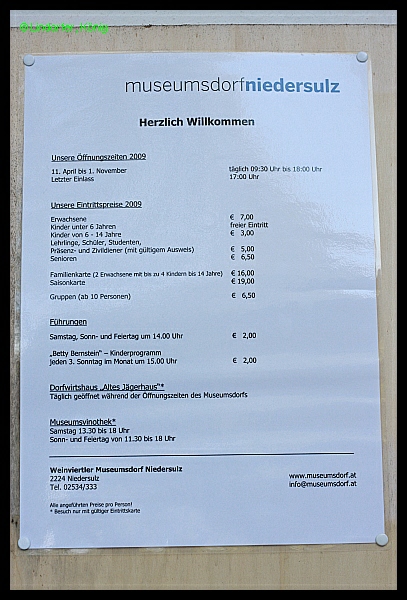 museumsdorfniedersulz
Herzlich Willkommen
Unsere Öffnungszeiten 2009
11. April bis 1. November täglich 09:30 Uhr bis 18:00 Uhr
Letzter Einlass 17:00 Uhr
Unsere Eintrittspreise 2009
Erwachsene € 7,00
Kinder unter 6 Jahren freier Eintritt
Kinder von 6 - 14 Jahre € 3,00
Lehrlinge, Schüler, Studenten,
Präsenz- und Zivildiener (mit gültigem Ausweis) € 5,00
Senioren € 6,50
Familienkarte (2 Erwachsene mit bis zu 4 Kindern bis 14 Jahre) € 16,00
Saisonkarte € 19,00
Gruppen (ab 10 Personen) € 6,50
Führungen
Samstag, Sonn- und Feiertag um 14.00 Uhr € 2,00
„Betty Bernstein" – Kinderprogramm
jeden 3. Sonntag im Monat um 15.00 Uhr € 2,00
Dorfwirtshaus „Altes Jägerhaus"*
Täglich geöffnet während der Öffnungszeiten des Museumsdorfs
Museumsvinothek*
Samstag 13.30 bis 18 Uhr
Sonn- und Feiertag von 11.30 bis 18 Uhr
Weinviertler Museumsdorf Niedersulz
2224 Niedersulz www.museumsdorf.at
Tel. 02534/333 info@museumsdorf.at
Alle angeführten Preise pro Person!
* Besuch nur mit gültiger Eintrittskarte